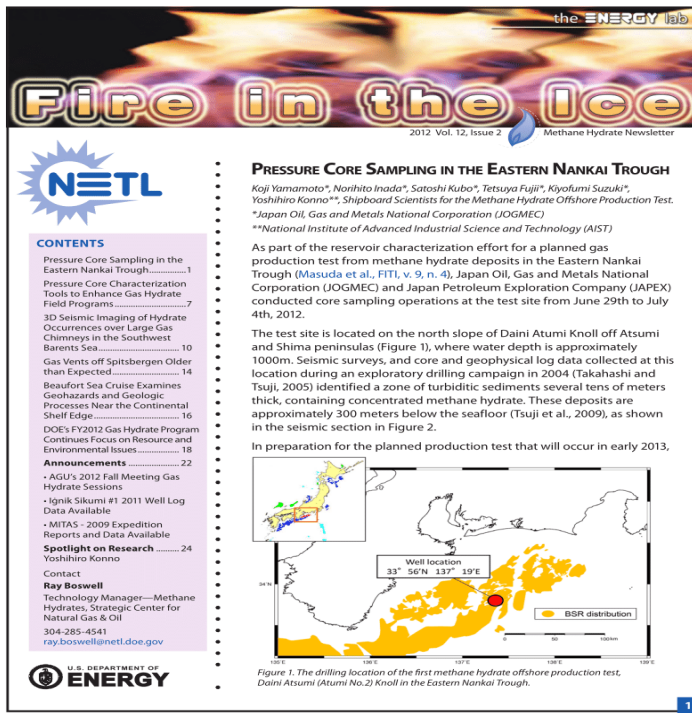 the ENERGY lab
Fire in the Ice
2012 Vol. 12, Issue 2
Methane Hydrate Newsletter
NETL
CONTENTS
Pressure Core Sampling in the
Eastern Nankai Trough...............1
Pressure Core Characterization
Tools to Enhance Gas Hydrate
Field Programs.............................7
3D Seismic Imaging of Hydrate
Occurrences over Large Gas
Chimneys in the Southwest
Barents Sea................................. 10
Gas Vents off Spitsbergen Older
than Expected........................... 14
Beaufort Sea Cruise Examines
Geohazards and Geologic
Processes Near the Continental
Shelf Edge................................... 16
DOE's FY2012 Gas Hydrate Program
Continues Focus on Resource and
Environmental Issues................. 18
Announcements ..................... 22
• AGU's 2012 Fall Meeting Gas
Hydrate Sessions
• Ignik Sikumi #1 2011 Well Log
Data Available
• MITAS - 2009 Expedition
Reports and Data Available
Spotlight on Research .......... 24
Yoshihiro Konno
Contact
Ray Boswell
Technology Manager—Methane
Hydrates, Strategic Center for
Natural Gas & Oil
304-285-4541
ray.boswell@netl.doe.gov
U.S. DEPARTMENT OF
ENERGY
PRESSURE CORE SAMPLING IN THE EASTERN NANKAI TROUGH
Koji Yamamoto*, Norihito Inada*, Satoshi Kubo*, Tetsuya Fujii*, Kiyofumi Suzuki*,
Yoshihiro Konno**, Shipboard Scientists for the Methane Hydrate Offshore Production Test.
*Japan Oil, Gas and Metals National Corporation (JOGMEC)
**National Institute of Advanced Industrial Science and Technology (AIST)
As part of the reservoir characterization effort for a planned gas
production test from methane hydrate deposits in the Eastern Nankai
Trough (Masuda et al., FITI, v. 9, n. 4), Japan Oil, Gas and Metals National
Corporation (JOGMEC) and Japan Petroleum Exploration Company (JAPEX)
conducted core sampling operations at the test site from June 29th to July
4th, 2012.
The test site is located on the north slope of Daini Atumi Knoll off Atsumi
and Shima peninsulas (Figure 1), where water depth is approximately
1000m. Seismic surveys, and core and geophysical log data collected at this
location during an exploratory drilling campaign in 2004 (Takahashi and
Tsuji, 2005) identified a zone of turbiditic sediments several tens of meters
thick, containing concentrated methane hydrate. These deposits are
approximately 300 meters below the seafloor (Tsuji et al., 2009), as shown
in the seismic section in Figure 2.
In preparation for the planned production test that will occur in early 2013,
Well location
33° 56'N 137° 19'E
34°N
BSR distribution
0 50 100km
135°E 136°E 137°E 138°E 139°E
Figure 1. The drilling location of the first methane hydrate offshore production test,
Daini Atsumi (Atumi No.2) Knoll in the Eastern Nankai Trough.
1